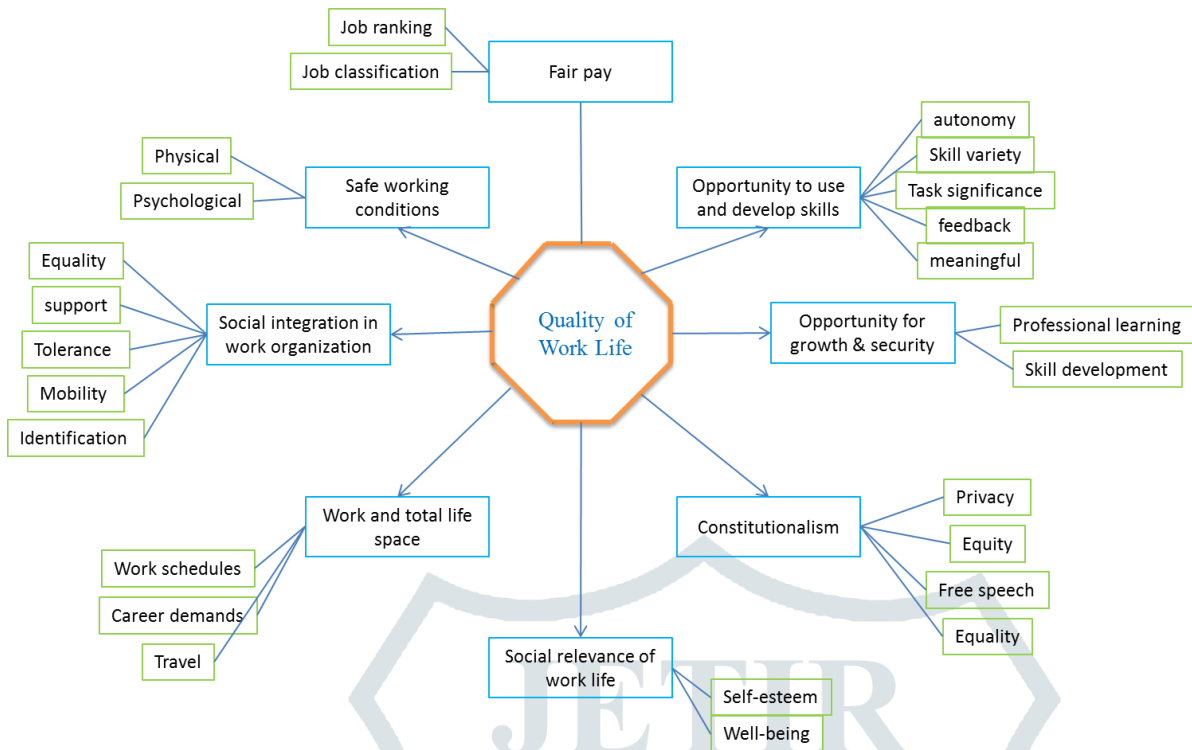 Job ranking
Job classification
Fair pay
Physical
Psychological
Safe working
conditions
Opportunity to use
and develop skills
autonomy
Skill variety
Task significance
feedback
meaningful
Equality
support
Tolerance
Mobility
Identification
Social integration in
work organization
Quality of
Work Life
Opportunity for
growth & security
Professional learning
Skill development
Work and total life
space
Work schedules
Career demands
Travel
Constitutionalism
Privacy
Equity
Free speech
Equality
Social relevance of
work life
Self-esteem
Well-being
JETIR